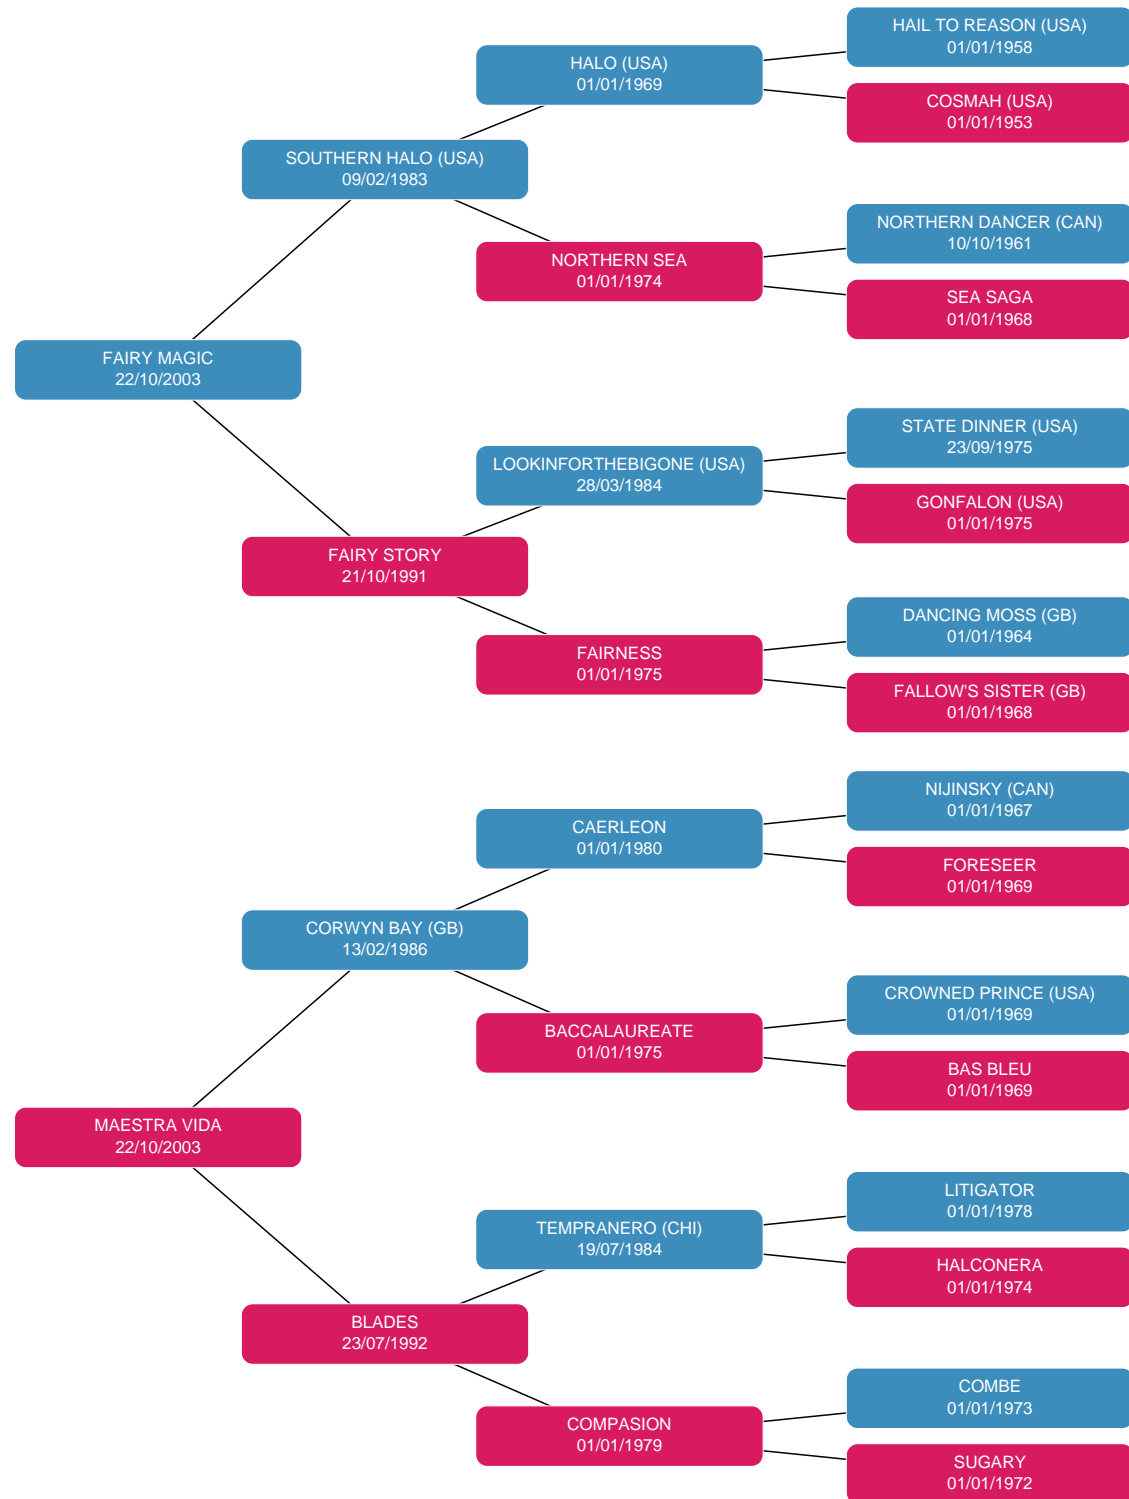 HAIL TO REASON (USA)
01/01/1958
HALO (USA)
01/01/1969
COSMAH (USA)
01/01/1953
SOUTHERN HALO (USA)
09/02/1983
NORTHERN DANCER (CAN)
10/10/1961
NORTHERN SEA
01/01/1974
SEA SAGA
01/01/1968
FAIRY MAGIC
22/10/2003
STATE DINNER (USA)
23/09/1975
LOOKINFORTHEBIGONE (USA)
28/03/1984
GONFALON (USA)
01/01/1975
FAIRY STORY
21/10/1991
DANCING MOSS (GB)
01/01/1964
FAIRNESS
01/01/1975
FALLOW'S SISTER (GB)
01/01/1968
NIJINSKY (CAN)
01/01/1967
CAERLEON
01/01/1980
FORESEER
01/01/1969
CORWYN BAY (GB)
13/02/1986
CROWNED PRINCE (USA)
01/01/1969
BACCALAUREATE
01/01/1975
BAS BLEU
01/01/1969
MAESTRA VIDA
22/10/2003
LITIGATOR
01/01/1978
TEMPRANERO (CHI)
19/07/1984
HALCONERA
01/01/1974
BLADES
23/07/1992
COMBE
01/01/1973
COMPASION
01/01/1979
SUGARY
01/01/1972